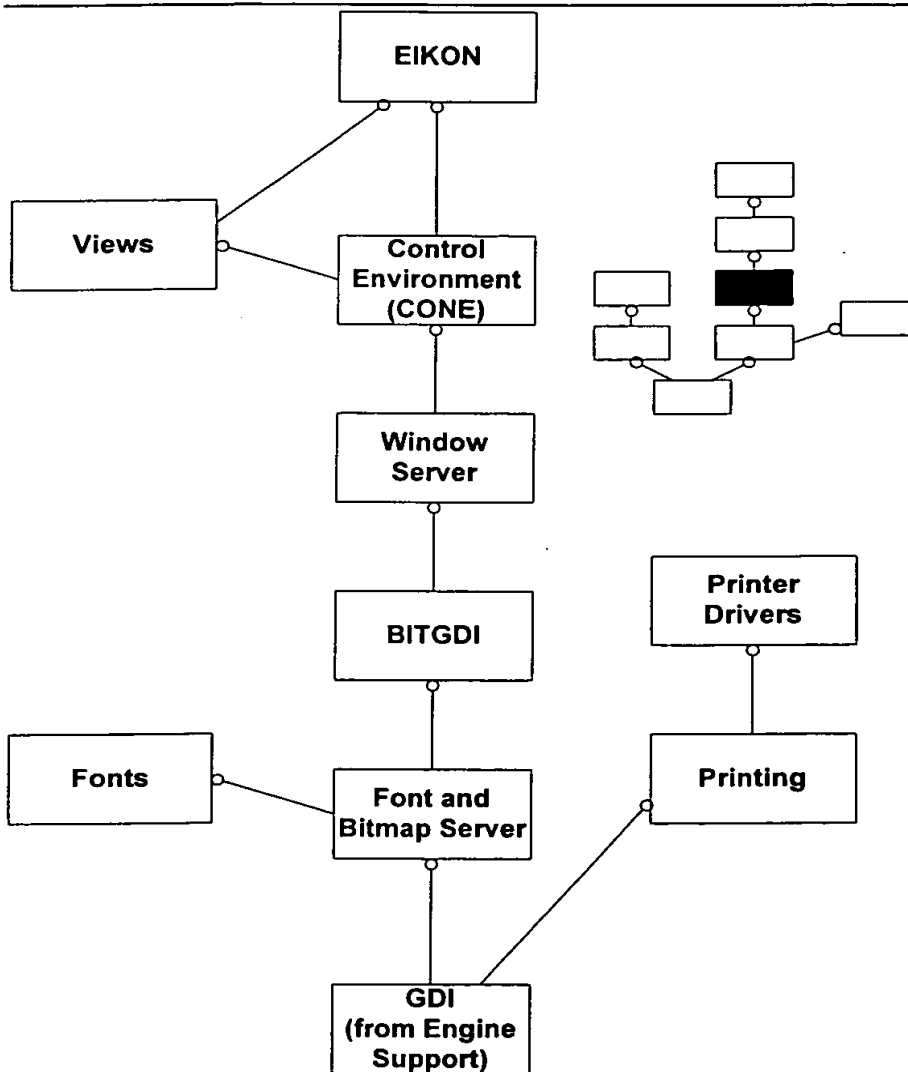 EIKON
Views
Control
Environment
(CONE)
Window
Server
BITGDI
Printer
Drivers
Fonts
Font and
Bitmap Server
Printing
GDI
(from Engine
Support)